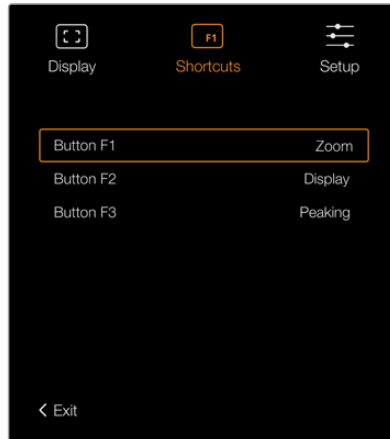 F1
Display Shortcuts Setup
Button F1 Zoom
Button F2 Display
Button F3 Peaking
Exit